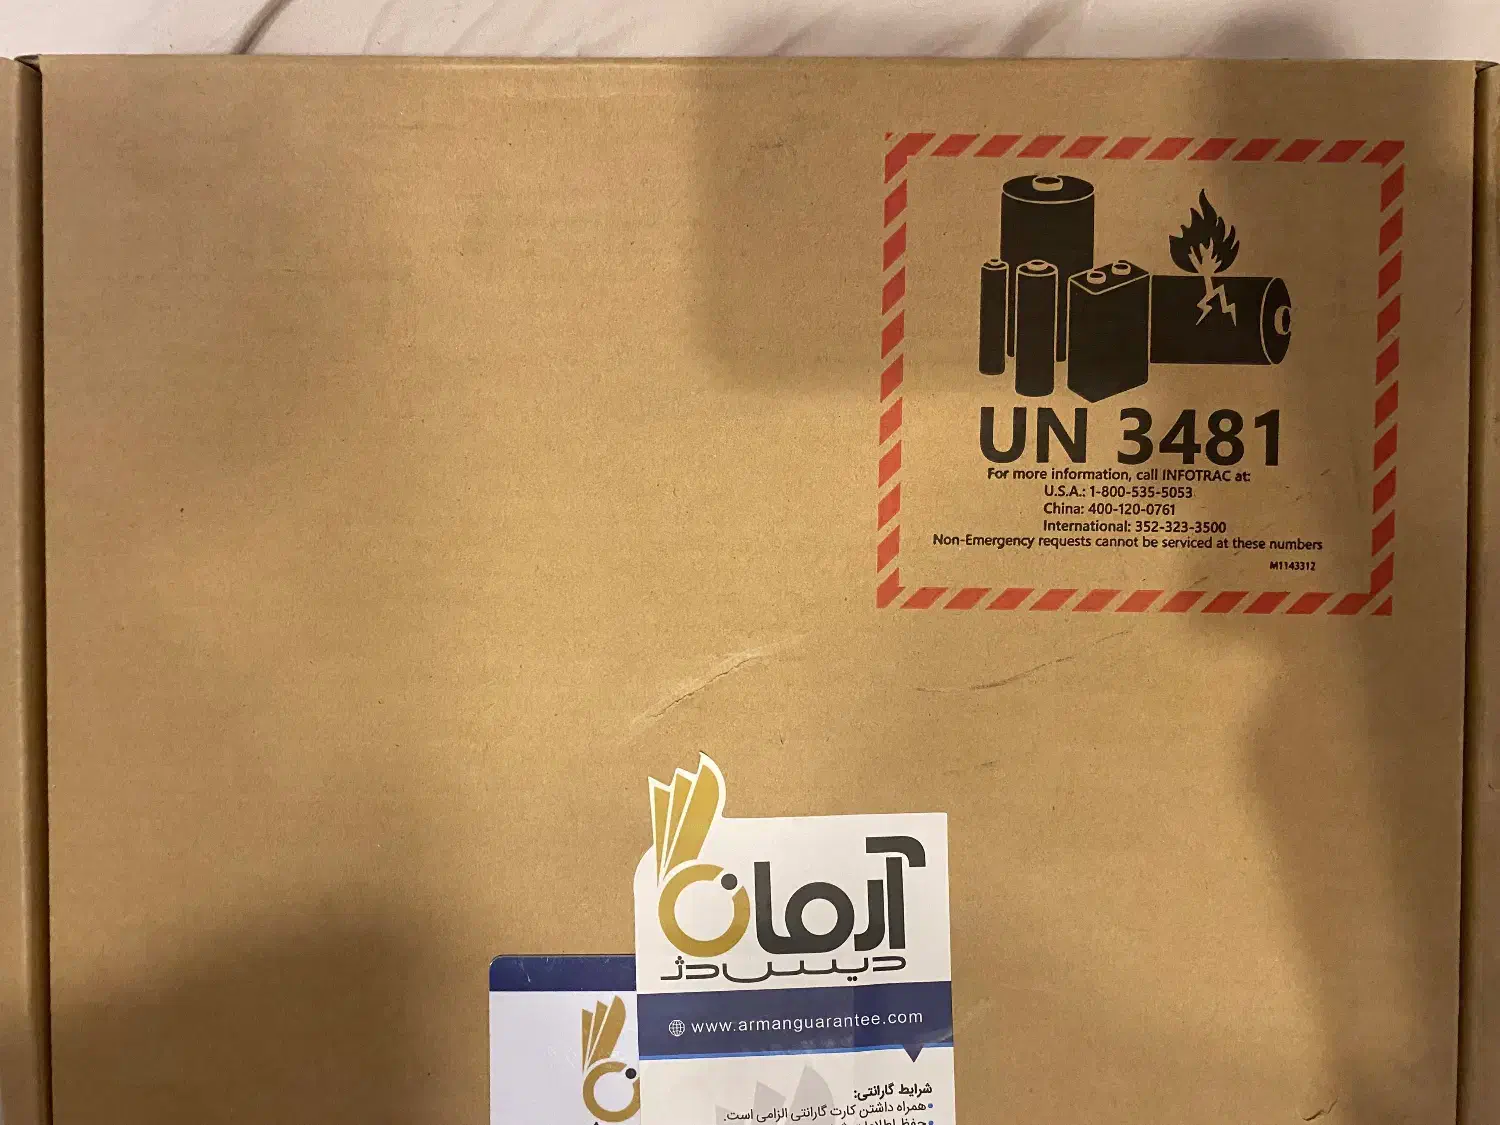 UN 3481
For more information, call INFOTRAC at:
U.S.A.: 1-800-535-5053
China: 400-120-0761
International: 352-323-3500
Non-Emergency requests cannot be serviced at these numbers
M1143312
آرمان
دیس دژ
www.armanguarantee.com
شرایط گارانتی:
•همراه داشتن کارت گارانتی الزامی است.